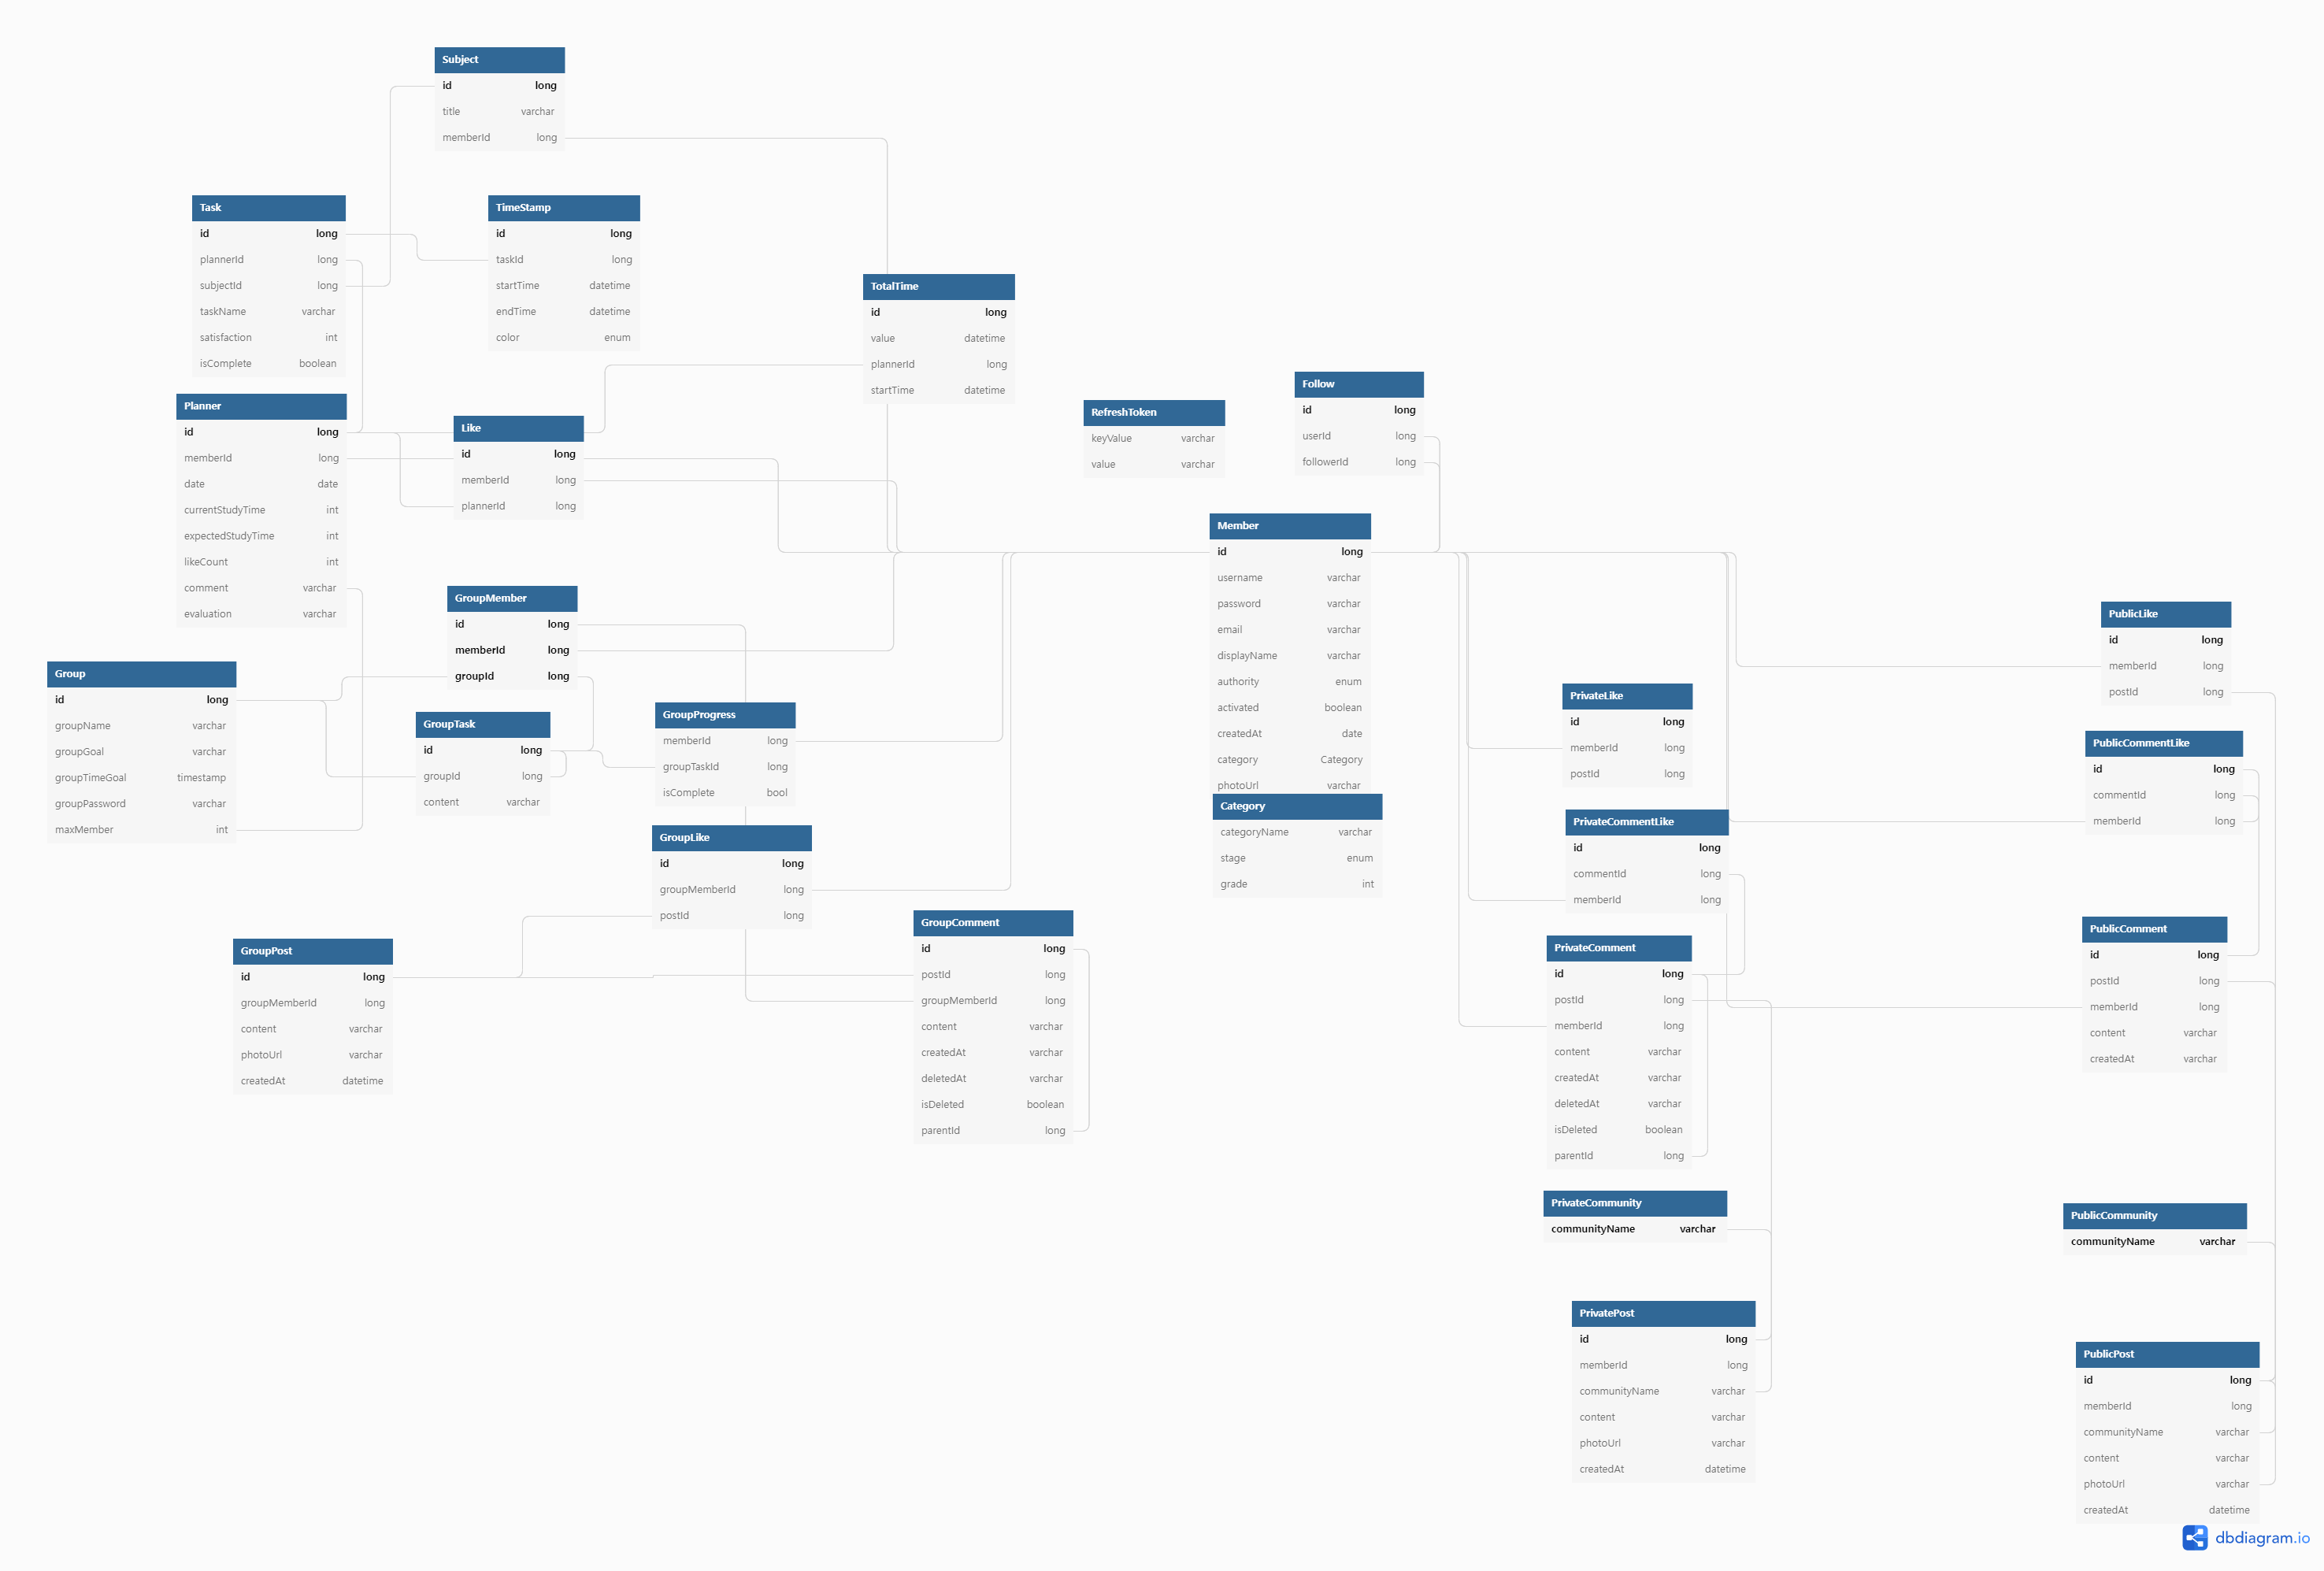 Subject
id long
title varchar
memberId long
Task
id long
plannerId long
subjectId long
taskName varchar
satisfaction int
isComplete boolean
TimeStamp
id long
taskId long
startTime datetime
endTime datetime
color enum
TotalTime
id long
value datetime
plannerId long
startTime datetime
Planner
id long
memberId long
date date
currentStudyTime int
expectedStudyTime int
likeCount int
comment varchar
evaluation varchar
Like
id long
memberId long
plannerId long
RefreshToken
keyValue varchar
value varchar
Follow
id long
userId long
followerId long
Member
id long
username varchar
password varchar
email varchar
displayName varchar
authority enum
activated boolean
createdAt date
category Category
photoUrl varchar
Category
categoryName varchar
stage enum
grade int
GroupMember
id long
memberId long
groupId long
Group
id long
groupName varchar
groupGoal varchar
groupTimeGoal timestamp
groupPassword varchar
maxMember int
GroupTask
id long
groupId long
content varchar
GroupProgress
memberId long
groupTaskId long
isComplete bool
GroupLike
id long
groupMemberId long
postId long
GroupPost
id long
groupMemberId long
content varchar
photoUrl varchar
createdAt datetime
GroupComment
id long
postId long
groupMemberId long
content varchar
createdAt varchar
deletedAt varchar
isDeleted boolean
parentId long
PrivateLike
id long
memberId long
postId long
PrivateCommentLike
id long
commentId long
memberId long
PrivateComment
id long
postId long
memberId long
content varchar
createdAt varchar
deletedAt varchar
isDeleted boolean
parentId long
PrivateCommunity
communityName varchar
PrivatePost
id long
memberId long
communityName varchar
content varchar
photoUrl varchar
createdAt datetime
PublicLike
id long
memberId long
postId long
PublicCommentLike
id long
commentId long
memberId long
PublicComment
id long
postId long
memberId long
content varchar
createdAt varchar
PublicCommunity
communityName varchar
PublicPost
id long
memberId long
communityName varchar
content varchar
photoUrl varchar
createdAt datetime
dbdiagram.io